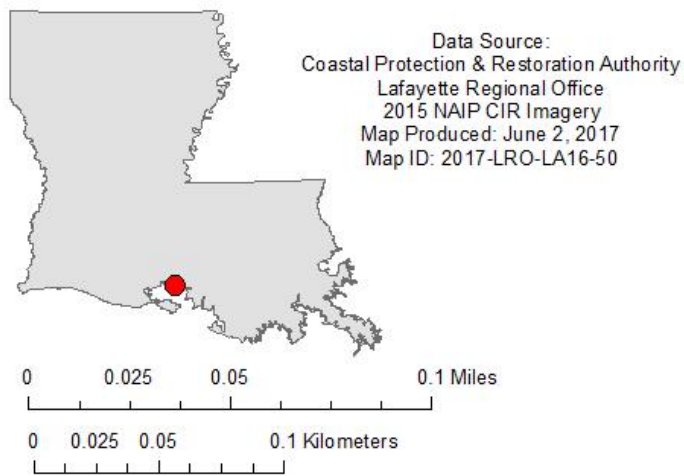 Data Source:
Coastal Protection & Restoration Authority
Lafayette Regional Office
2015 NAIP CIR Imagery
Map Produced: June 2, 2017
Map ID: 2017-LRO-LA16-50
0 0.025 0.05 0.1 Miles
0 0.025 0.05 0.1 Kilometers